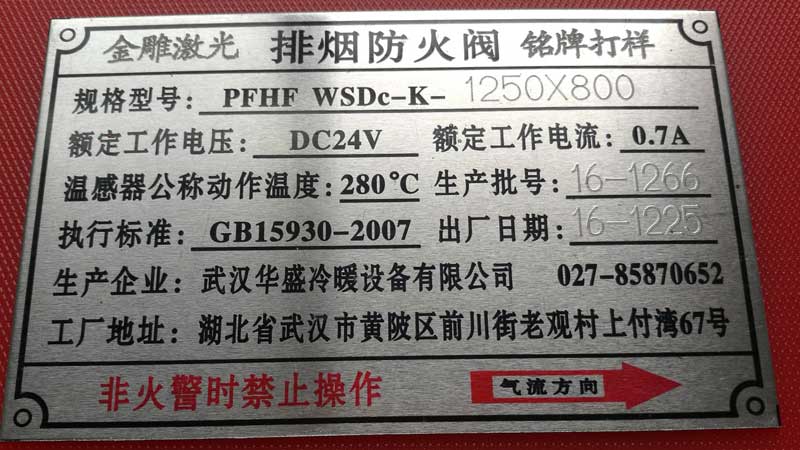 金雕激光 排烟防火阀 铭牌打样
规格型号: PFHF WSDc-K-1250X800
额定工作电压: DC24V 额定工作电流: 0.7A
温感器公称动作温度: 280℃ 生产批号: 16-1266
执行标准: GB15930-2007 出厂日期: 16-1225
生产企业: 武汉华盛冷暖设备有限公司 027-85870652
工厂地址: 湖北省武汉市黄陂区前川街老观村上付湾67号
非火警时禁止操作 气流方向